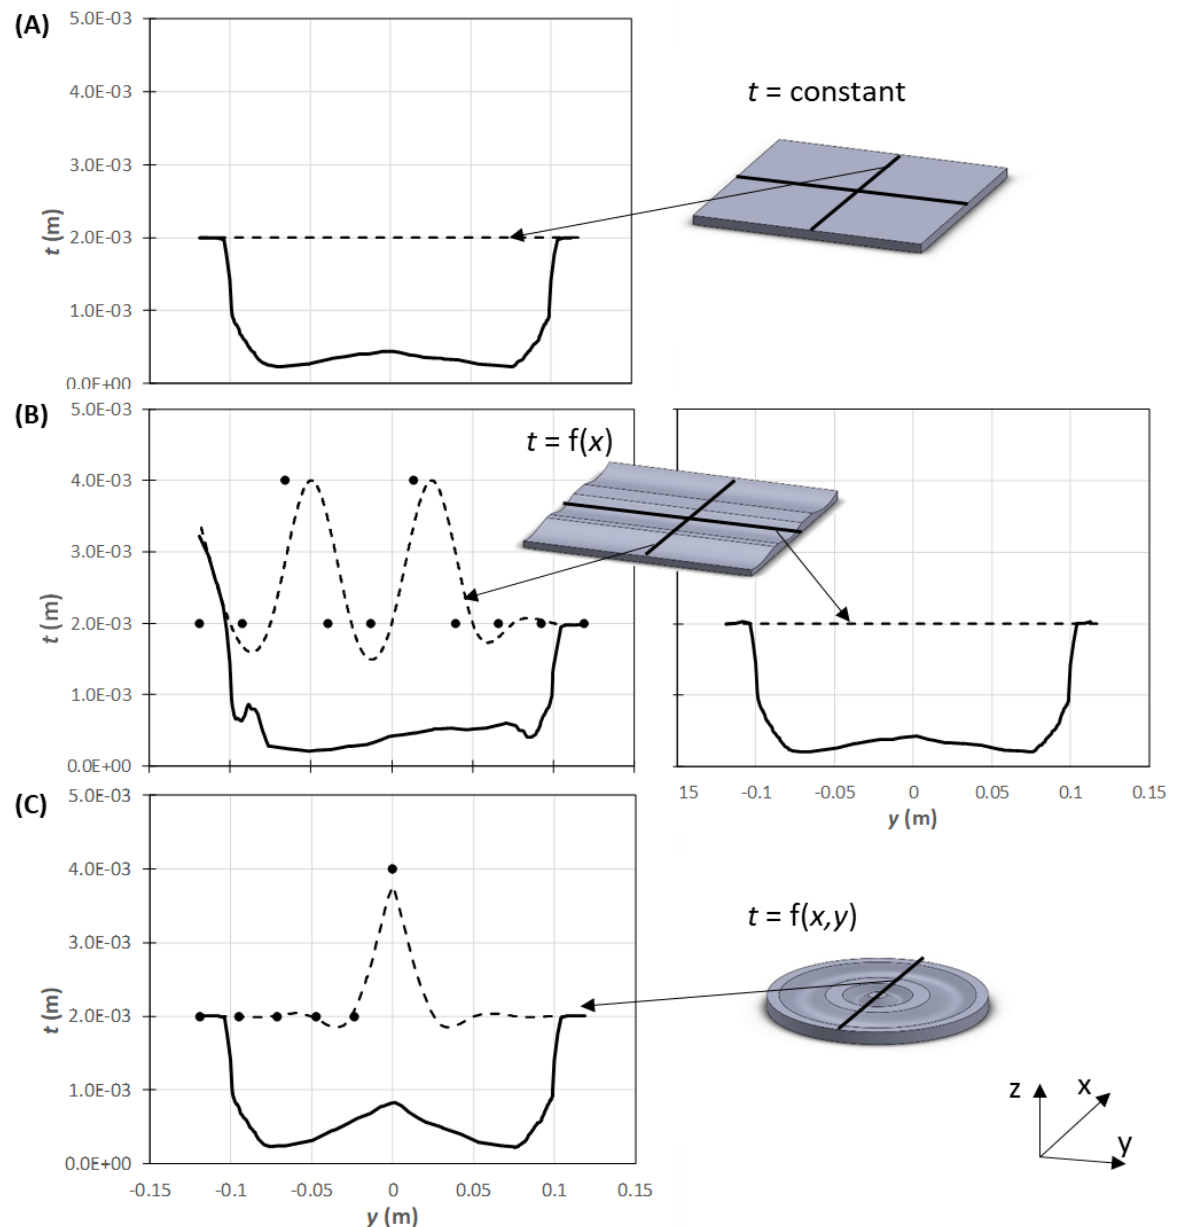 (A)
5.0E-03
4.0E-03
3.0E-03
2.0E-03
1.0E-03
0.0E+00
t (m)
t = constant
(B)
5.0E-03
4.0E-03
3.0E-03
2.0E-03
1.0E-03
0.0E+00
t (m)
t = f(x)
15 -0.1 -0.05 0 0.05 0.1 0.15
y (m)
(C)
5.0E-03
4.0E-03
3.0E-03
2.0E-03
1.0E-03
0.0E+00
t (m)
-0.15 -0.1 -0.05 0 0.05 0.1 0.15
y (m)
t = f(x,y)
z
x
y